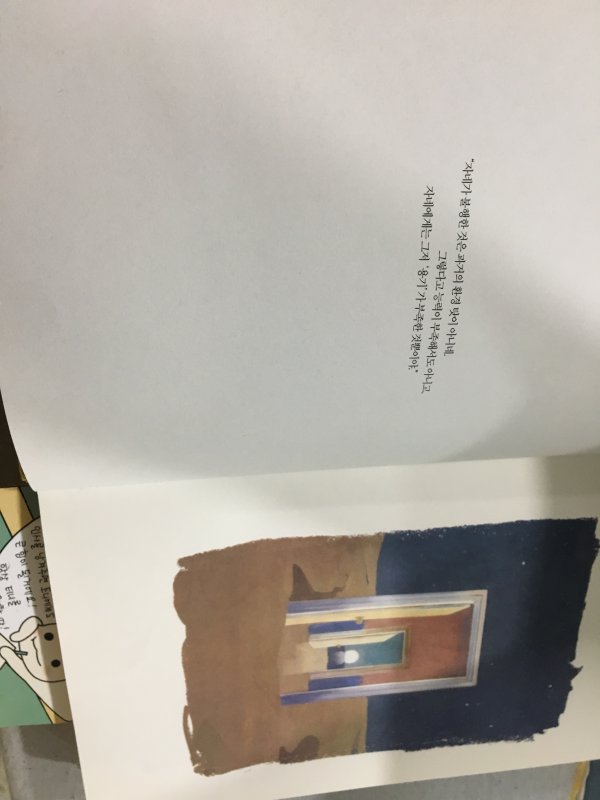 "자네가 불행한 것은 과거의 환경 탓이 아니네.
그렇다고 능력이 부족해서도 아니고.
자네에게는 그저 '용기'가 부족한 것뿐이야."